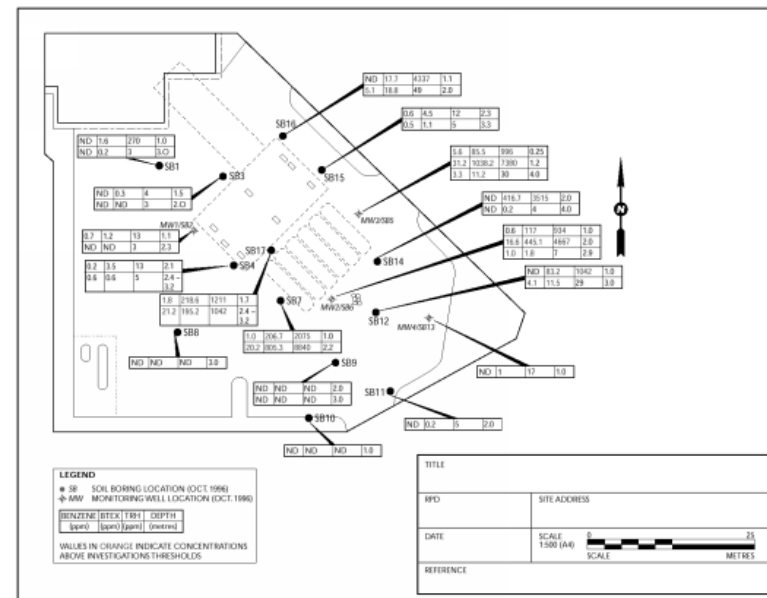 ND 17.7 4337 1.1
5.1 18.8 49 2.0
SB16
0.6 4.5 12 2.3
0.5 1.1 5 3.3
SB15
ND 1.6 270 1.0
ND 0.2 3 3.0
SB1
5.6 85.5 996 0.25
31.2 1038.2 7380 1.2
3.3 11.2 30 4.0
MW3/SB5
SB3
ND 0.3 4 1.5
ND ND 3 2.0
ND 416.7 3515 2.0
ND 0.2 4 4.0
MW1/SB2
0.7 1.2 13 1.1
ND ND 3 2.3
0.6 117 934 1.0
16.6 445.1 4667 2.0
1.0 1.8 7 2.9
SB17
SB14
SB4
0.2 3.5 13 2.1
0.6 0.6 5 2.4 –
3.2
ND 83.2 1042 1.0
4.1 11.5 29 3.0
1.8 218.6 1211 1.7
21.2 195.2 1042 2.4 –
3.2
SB7
MW2/SB6
SB12
MW4/SB13
SB8
1.0 206.7 2075 1.0
20.2 805.3 8840 2.2
ND ND ND 3.0
SB9
ND 1 17 1.0
ND ND ND 2.0
ND ND ND 3.0
SB11
SB10
ND 0.2 5 2.0
ND ND ND 1.0
N
LEGEND
SB SOIL BORING LOCATION (OCT. 1996)
MW MONITORING WELL LOCATION (OCT. 1996)
BENZENE BTEX TRH DEPTH
(ppm) (ppm) (ppm) (metres)
VALUES IN ORANGE INDICATE CONCENTRATIONS
ABOVE INVESTIGATIONS THRESHOLDS
TITLE
RPD SITE ADDRESS
DATE SCALE 0 25
1:500 (A4)
SCALE METRES
REFERENCE